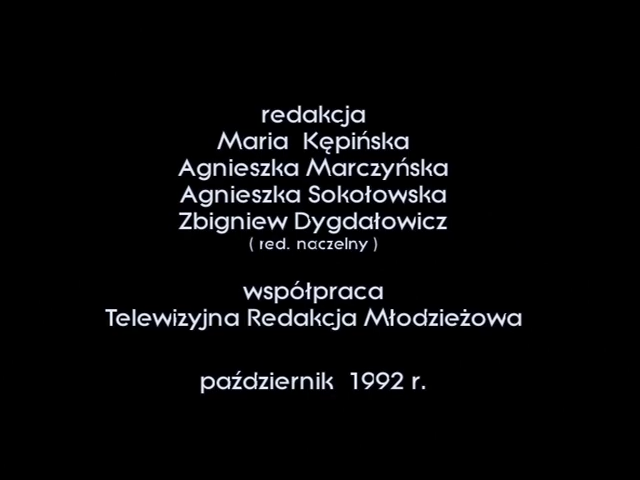 redakcja
Maria Kępińska
Agnieszka Marczyńska
Agnieszka Sokołowska
Zbigniew Dygdałowicz
( red. naczelny )
współpraca
Telewizyjna Redakcja Młodzieżowa
październik 1992 r.